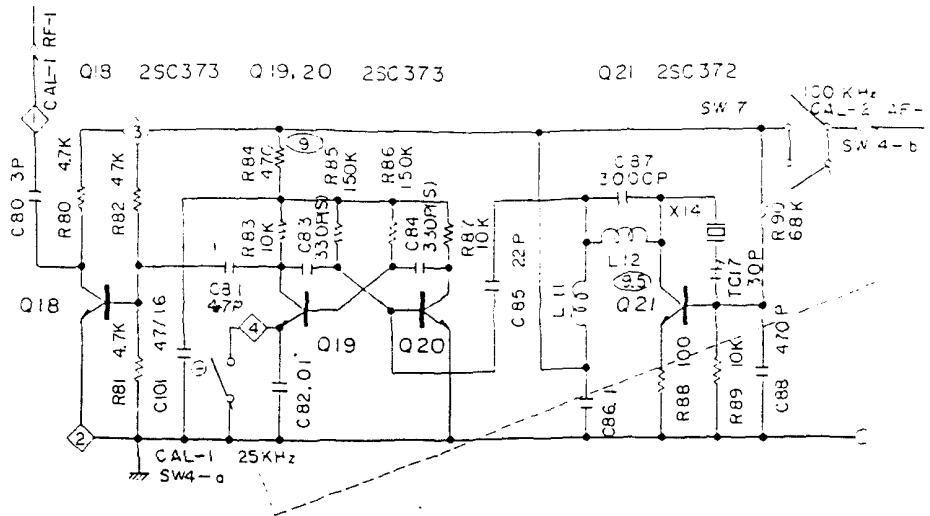 CAL-1 RF-1
Q18 2SC373
Q19,20 2SC373
Q21 2SC372
SW 7
100 KHz
CAL-2 AF-
SW 4-b
C80 3P
R80 4.7K
R82 4.7K
3
R84 470
9
R85 150K
R86 150K
C87
3000P
X14
R90
68K
R83
10K
C83
330P(S)
C84
330P(S)
R87
10K
C81
47P
C85 22P
L11
L12
9.5
TC17
30P
Q18
Q19
Q20
Q21
4
R81 4.7K
C101 47/16
C82 .01
C86 .1
R88 100
R89 10K
C88 470P
2
CAL-1 25KHz
SW4-a